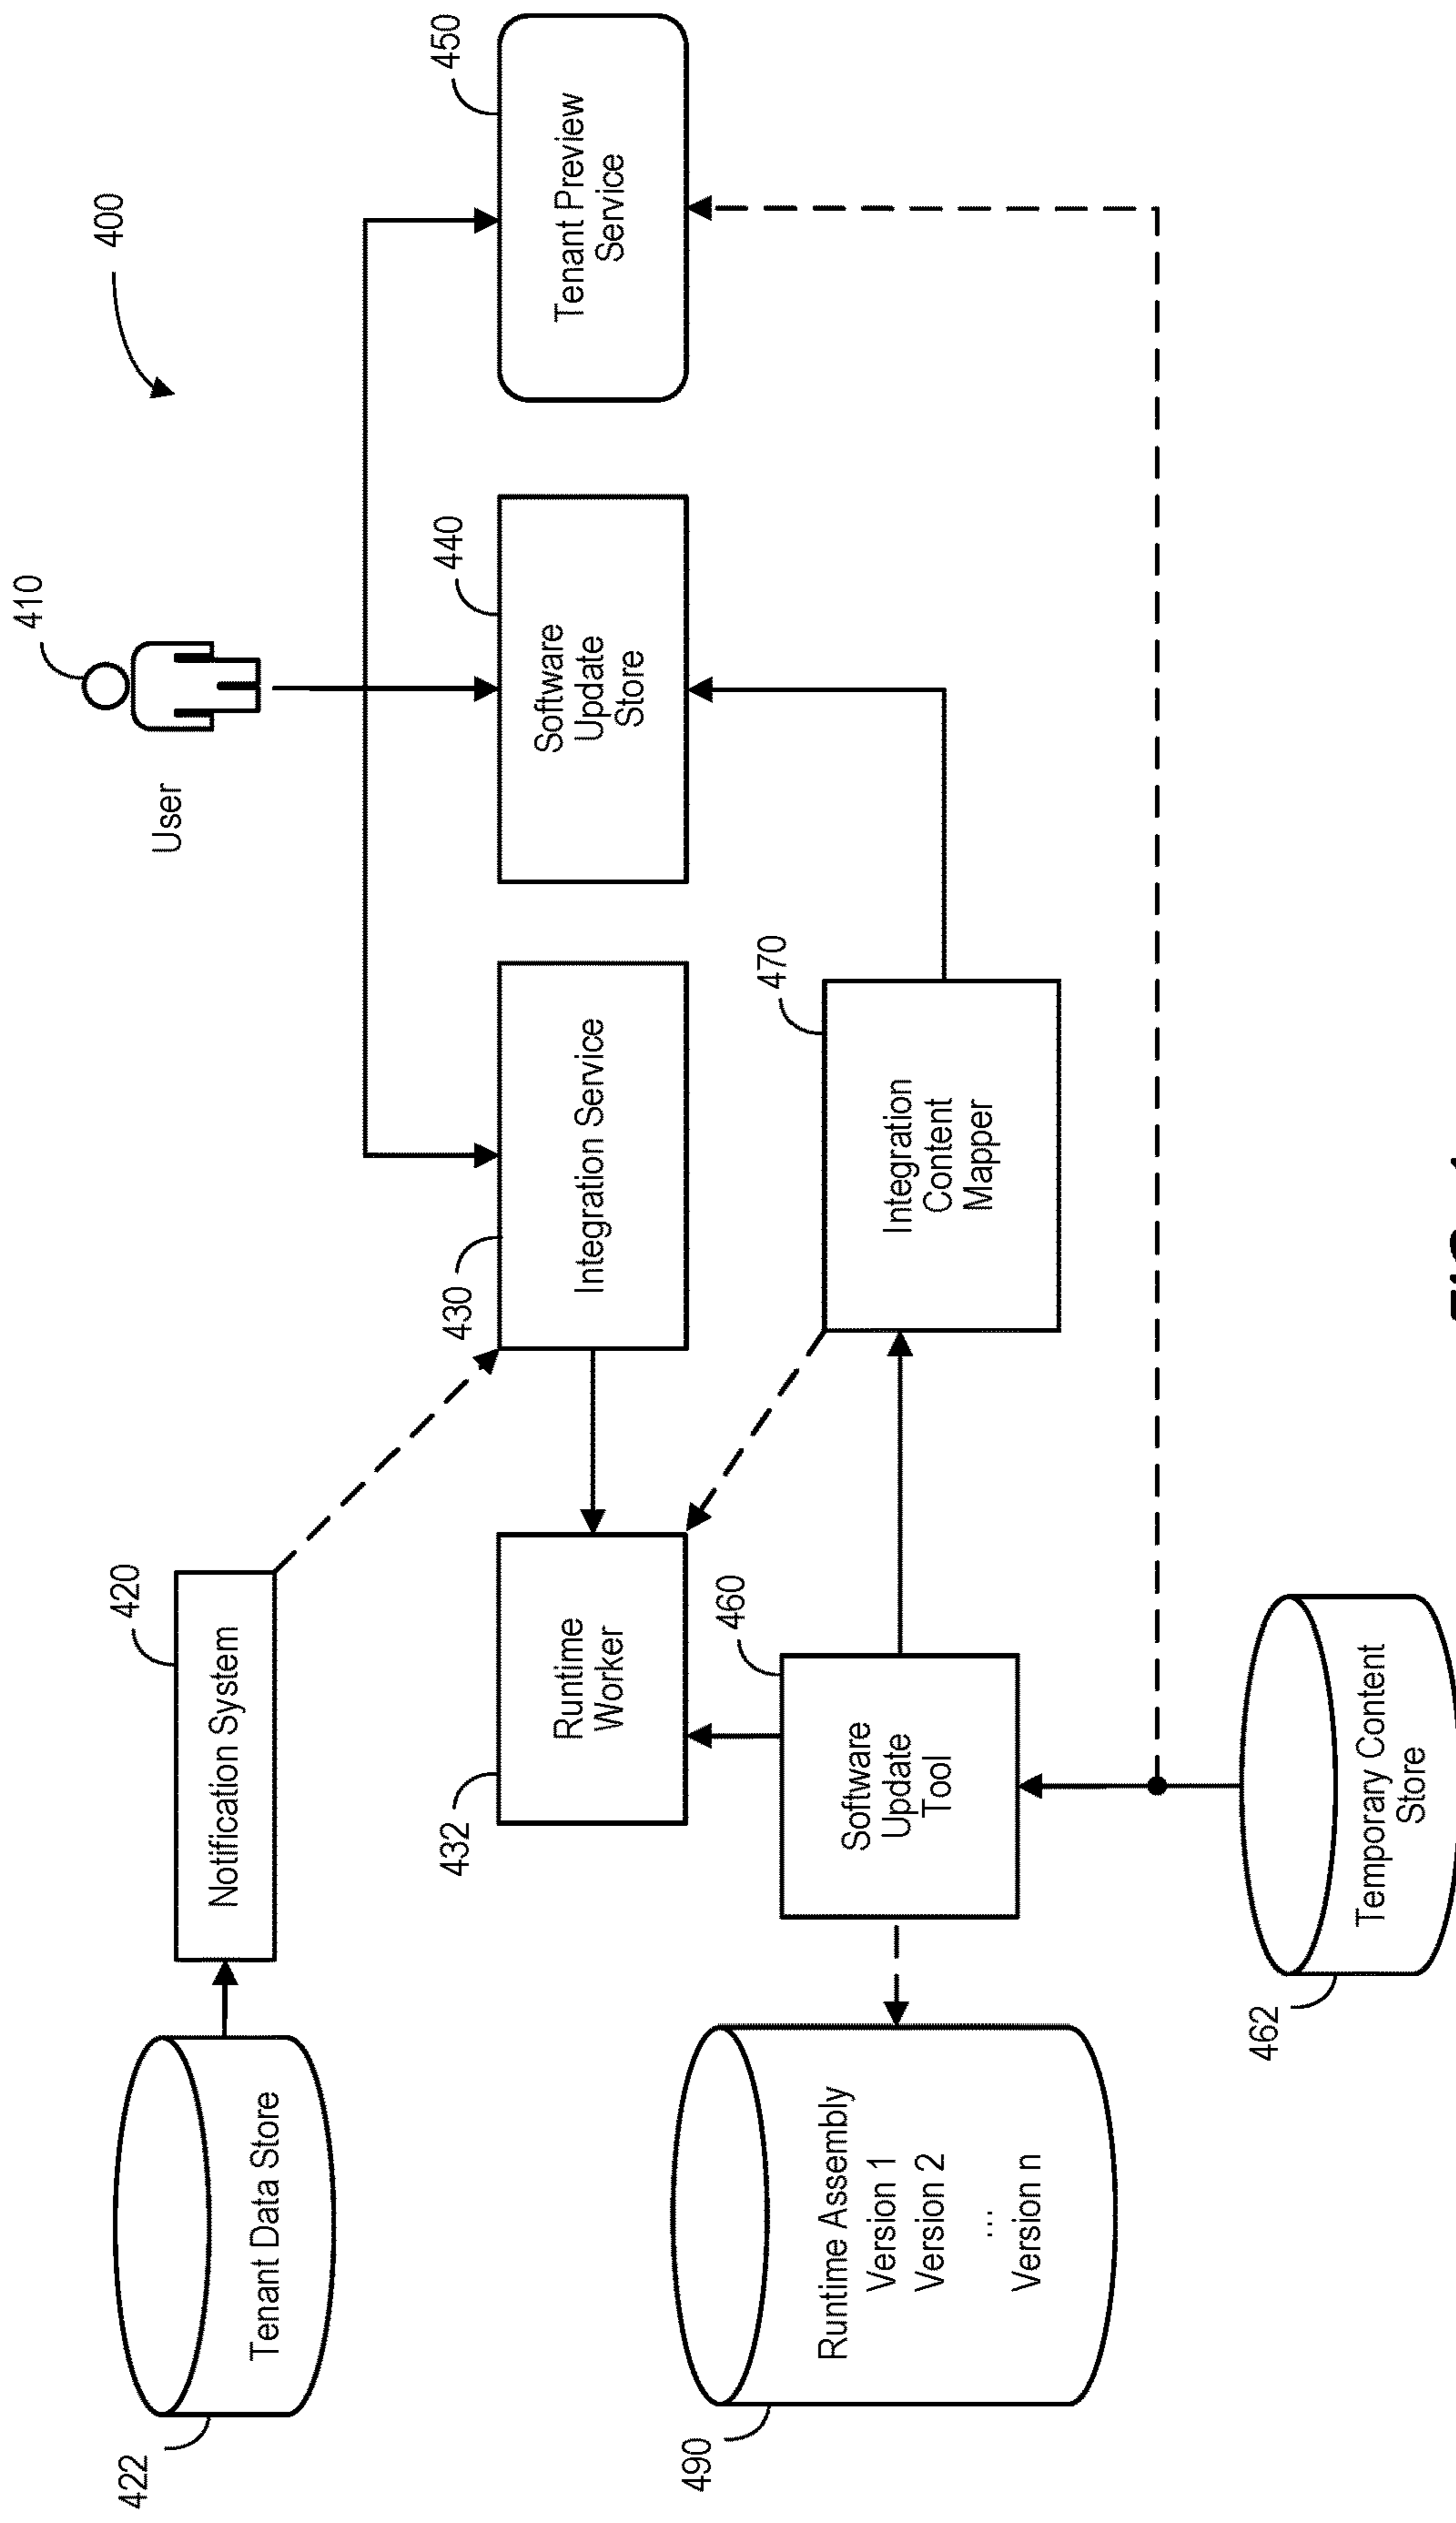 400
410
User
420
Notification System
422
Tenant Data Store
430
Integration Service
440
Software
Update
Store
450
Tenant Preview
Service
432
Runtime
Worker
460
Software
Update
Tool
470
Integration
Content
Mapper
490
Runtime Assembly
Version 1
Version 2
...
Version n
462
Temporary Content
Store